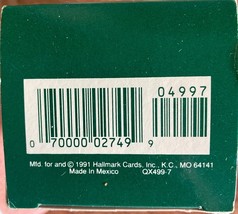 04997
0 70000 02749 9
Mfd. for and © 1991 Hallmark Cards, Inc., K.C., MO 64141
Made In Mexico QX499-7